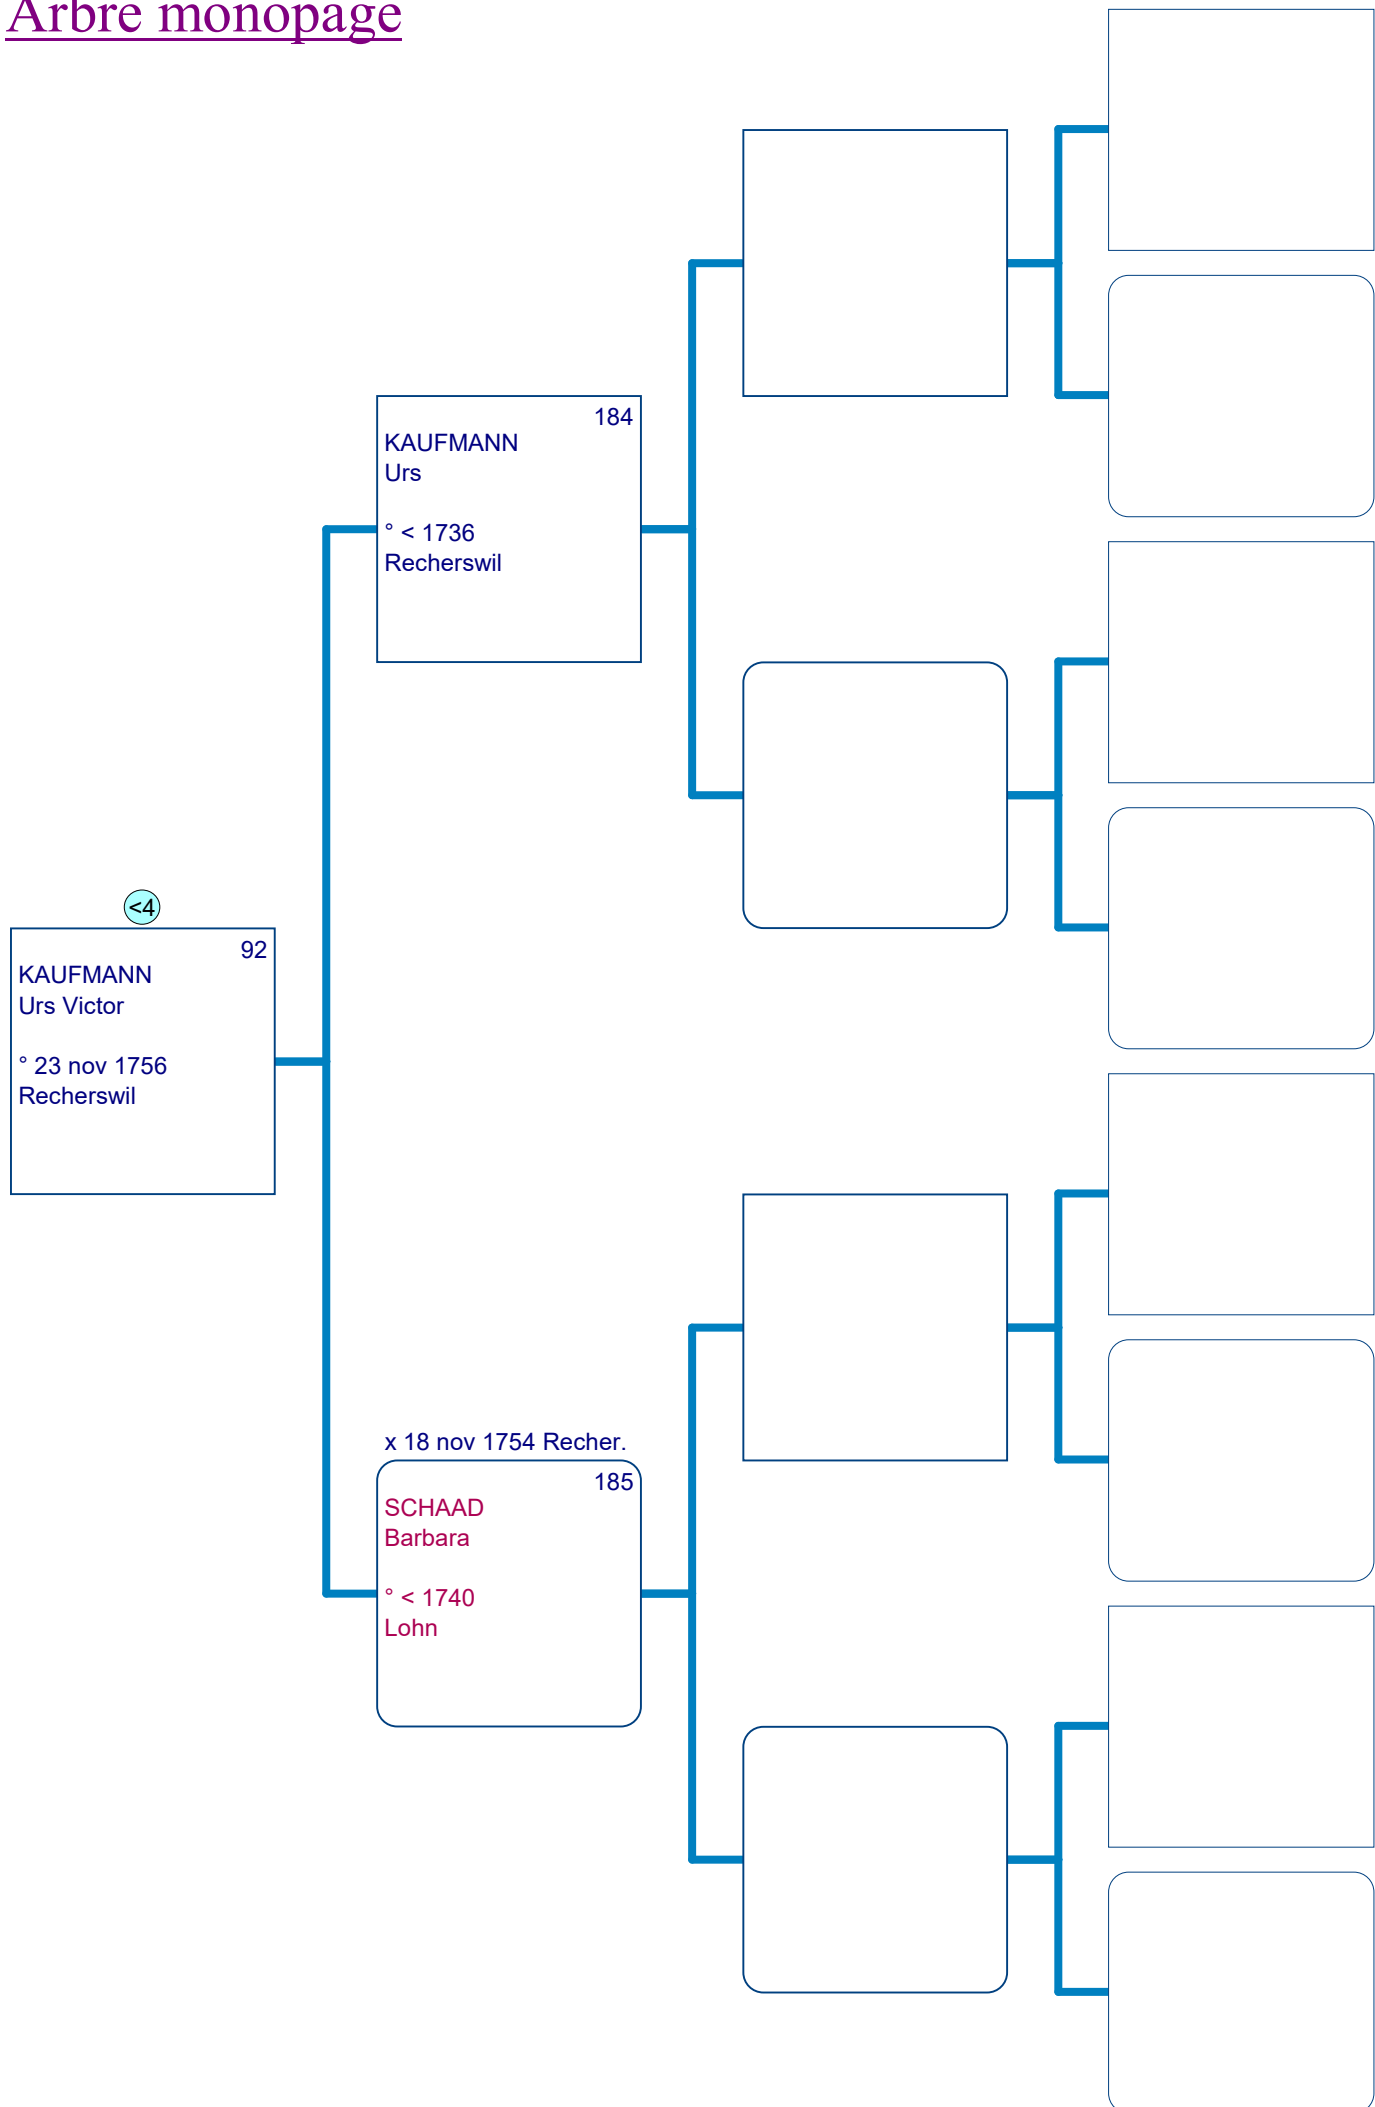 Arbre monopage
184
KAUFMANN
Urs
° < 1736
Recherswil
<4
92
KAUFMANN
Urs Victor
° 23 nov 1756
Recherswil
x 18 nov 1754 Recher.
185
SCHAAD
Barbara
° < 1740
Lohn